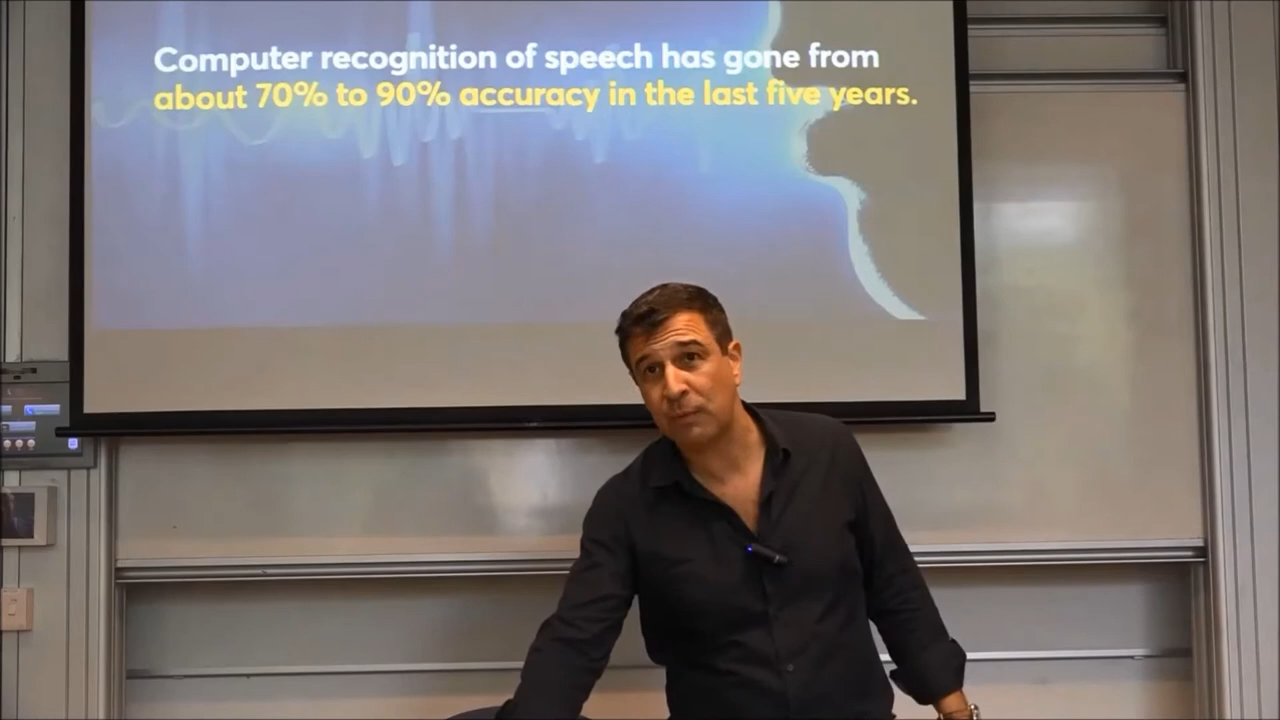 Computer recognition of speech has gone from
about 70% to 90% accuracy in the last five years.